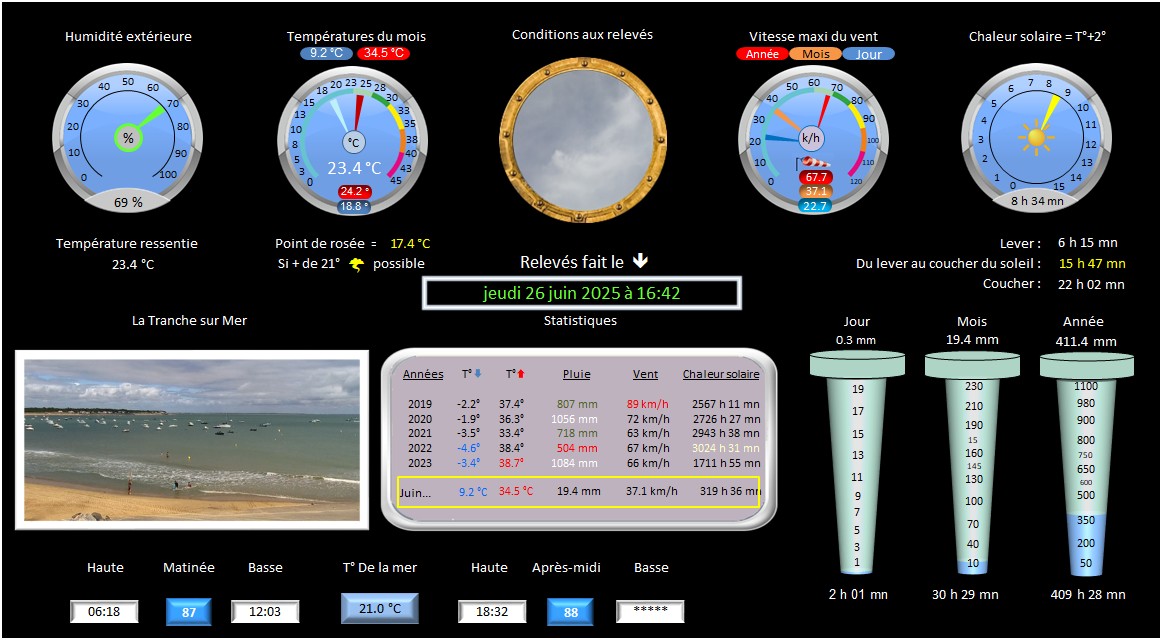 Humidité extérieure
Températures du mois
9.2 °C 34.5 °C
Conditions aux relevés
Vitesse maxi du vent
Année Mois Jour
Chaleur solaire = T°+2°
0 10 20 30 40 50 60 70 80 90 100
%
69 %
0 3 5 8 10 13 15 18 20 23 25 28 30 33 35 38 40 43 45
°C
23.4 °C
24.2 °
18.8 °
0 10 20 30 40 50 60 70 80 90 100 110 120
k/h
67.7
37.1
22.7
0 1 2 3 4 5 6 7 8 9 10 11 12 13 14 15
8 h 34 mn
Température ressentie
23.4 °C
Point de rosée = 17.4 °C
Si + de 21° possible
Relevés fait le
jeudi 26 juin 2025 à 16:42
Lever : 6 h 15 mn
Du lever au coucher du soleil : 15 h 47 mn
Coucher : 22 h 02 mn
La Tranche sur Mer
Statistiques
Années T° T° Pluie Vent Chaleur solaire
2019 -2.2° 37.4° 807 mm 89 km/h 2567 h 11 mn
2020 -1.9° 36.3° 1056 mm 72 km/h 2726 h 27 mn
2021 -3.5° 33.4° 718 mm 63 km/h 2943 h 38 mn
2022 -4.6° 38.4° 504 mm 67 km/h 3024 h 31 mn
2023 -3.4° 38.7° 1084 mm 66 km/h 1711 h 55 mn
Juin... 9.2 °C 34.5 °C 19.4 mm 37.1 km/h 319 h 36 mn
Jour
0.3 mm
19
17
15
13
11
9
7
5
3
1
2 h 01 mn
Mois
19.4 mm
230
210
190
15
160
145
130
100
70
40
10
30 h 29 mn
Année
411.4 mm
1100
980
900
800
750
650
600
500
350
200
50
409 h 28 mn
Haute Matinée Basse T° De la mer Haute Après-midi Basse
06:18 87 12:03 21.0 °C 18:32 88 *****